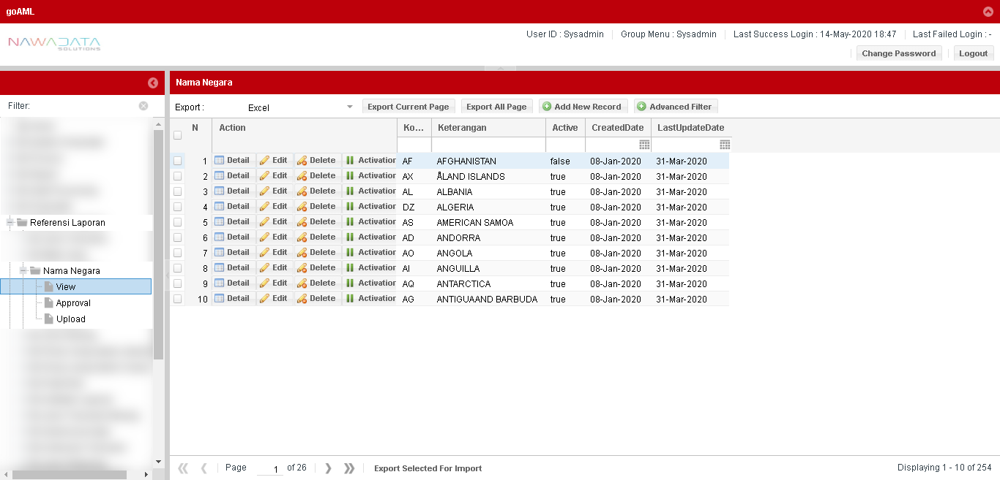 goAML
NAWADATA
SOLUTIONS
User ID : Sysadmin
Group Menu : Sysadmin
Last Success Login : 14-May-2020 18:47
Last Failed Login : -
Change Password
Logout
Filter:
Referensi Laporan
Nama Negara
View
Approval
Upload
Nama Negara
Export :
Excel
Export Current Page
Export All Page
Add New Record
Advanced Filter
N Action Ko... Keterangan Active CreatedDate LastUpdateDate
1 Detail Edit Delete Activation AF AFGHANISTAN false 08-Jan-2020 31-Mar-2020
2 Detail Edit Delete Activation AX ÅLAND ISLANDS true 08-Jan-2020 31-Mar-2020
3 Detail Edit Delete Activation AL ALBANIA true 08-Jan-2020 31-Mar-2020
4 Detail Edit Delete Activation DZ ALGERIA true 08-Jan-2020 31-Mar-2020
5 Detail Edit Delete Activation AS AMERICAN SAMOA true 08-Jan-2020 31-Mar-2020
6 Detail Edit Delete Activation AD ANDORRA true 08-Jan-2020 31-Mar-2020
7 Detail Edit Delete Activation AO ANGOLA true 08-Jan-2020 31-Mar-2020
8 Detail Edit Delete Activation AI ANGUILLA true 08-Jan-2020 31-Mar-2020
9 Detail Edit Delete Activation AQ ANTARCTICA true 08-Jan-2020 31-Mar-2020
10 Detail Edit Delete Activation AG ANTIGUAAND BARBUDA true 08-Jan-2020 31-Mar-2020
Page 1 of 26
Export Selected For Import
Displaying 1 - 10 of 254